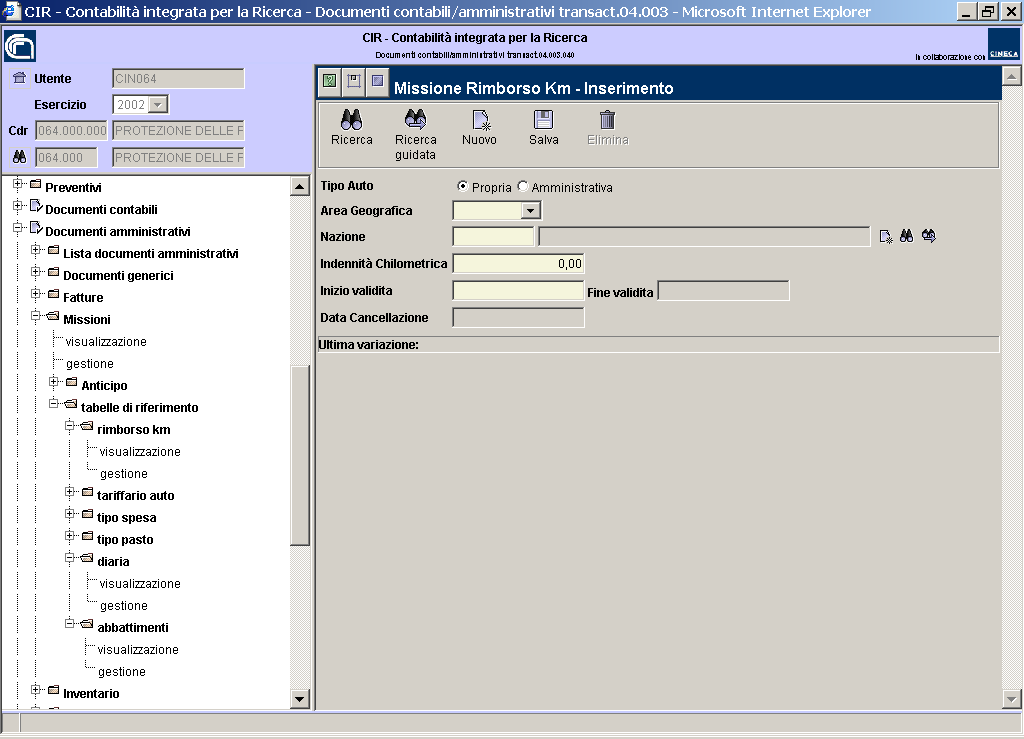 CIR - Contabilità integrata per la Ricerca - Documenti contabili/amministrativi transact.04.003 - Microsoft Internet Explorer
CIR - Contabilità integrata per la Ricerca
Documenti contabili/amministrativi transact.04.003.040
In collaborazione con CINECA
Utente CIN064
Esercizio 2002
Cdr 064.000.000 PROTEZIONE DELLE F
064.000 PROTEZIONE DELLE F
Preventivi
Documenti contabili
Documenti amministrativi
Lista documenti amministrativi
Documenti generici
Fatture
Missioni
visualizzazione
gestione
Anticipo
tabelle di riferimento
rimborso km
visualizzazione
gestione
tariffario auto
tipo spesa
tipo pasto
diaria
visualizzazione
gestione
abbattimenti
visualizzazione
gestione
Inventario
Missione Rimborso Km - Inserimento
Ricerca
Ricerca guidata
Nuovo
Salva
Elimina
Tipo Auto Propria Amministrativa
Area Geografica
Nazione
Indennità Chilometrica 0,00
Inizio validita Fine validita
Data Cancellazione
Ultima variazione: